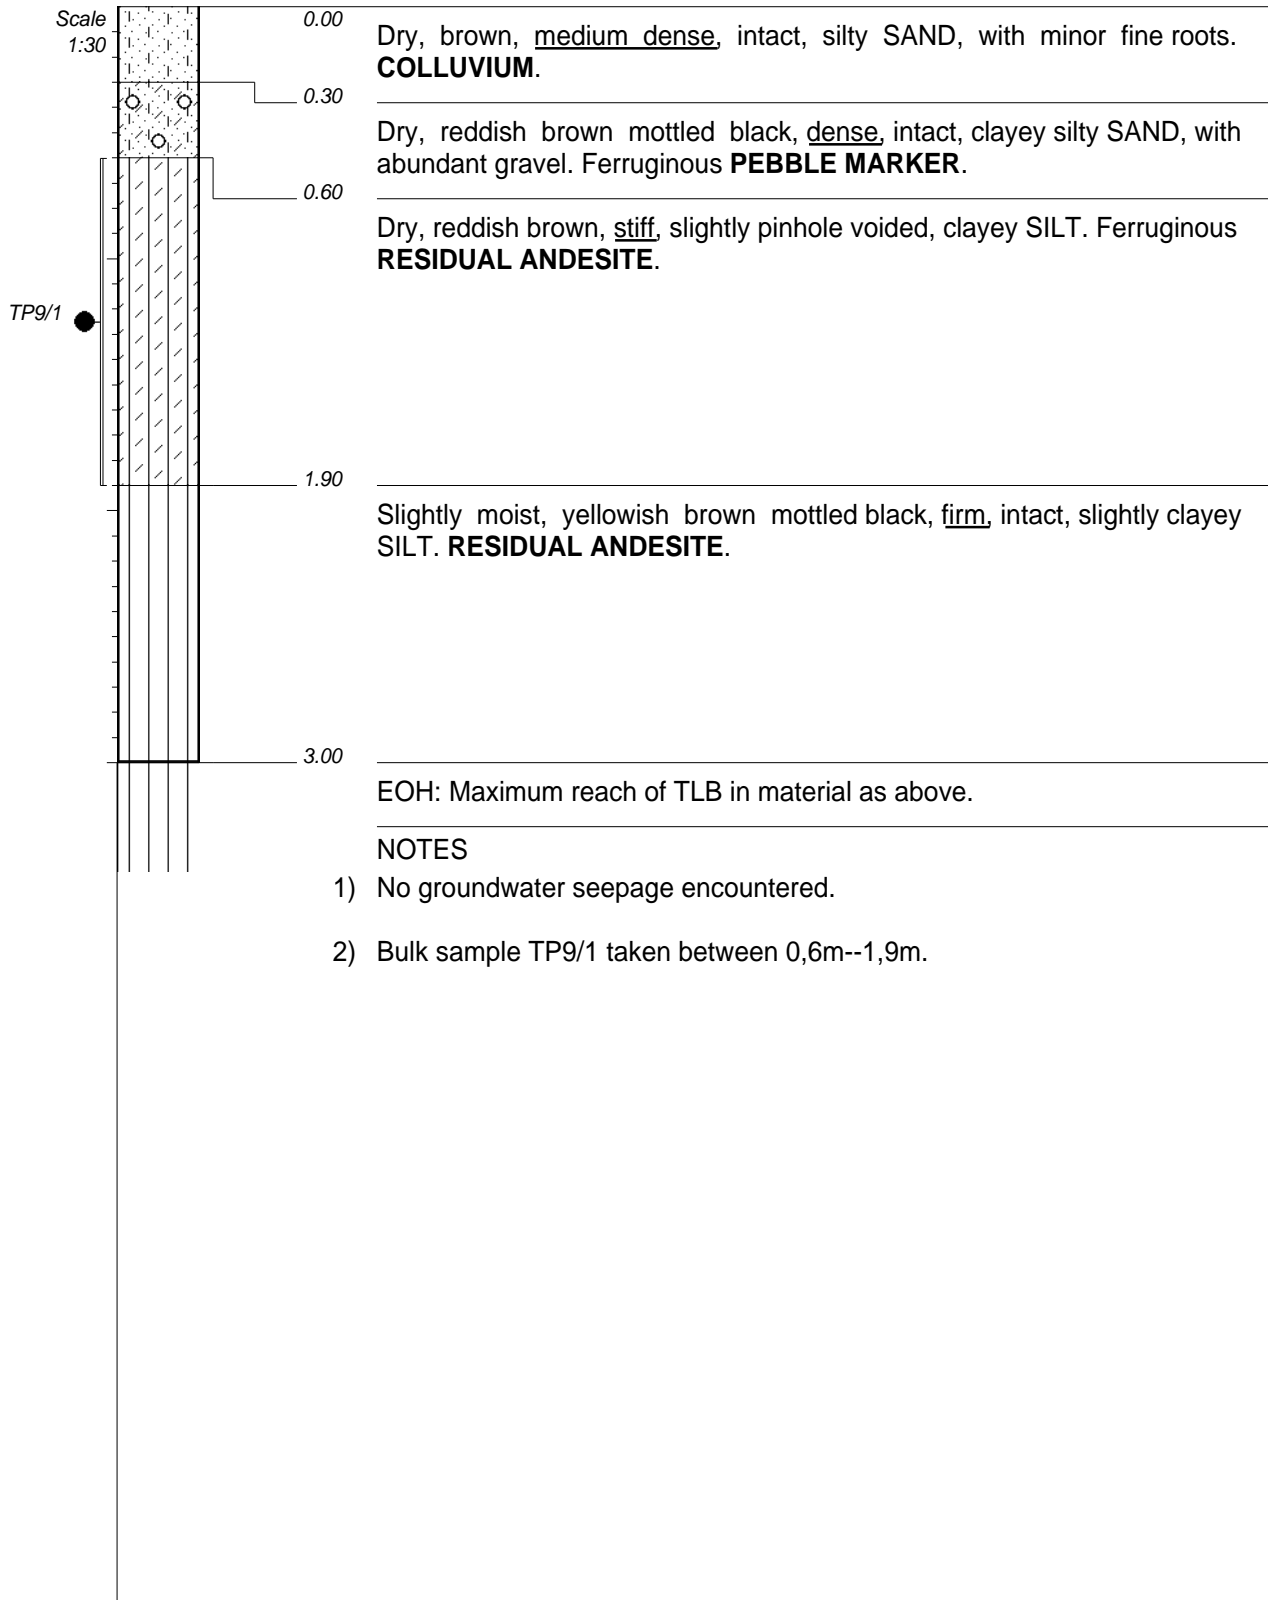 Scale
1:30
0.00
Dry, brown, medium dense, intact, silty SAND, with minor fine roots.
COLLUVIUM.
0.30
Dry, reddish brown mottled black, dense, intact, clayey silty SAND, with
abundant gravel. Ferruginous PEBBLE MARKER.
0.60
Dry, reddish brown, stiff, slightly pinhole voided, clayey SILT. Ferruginous
RESIDUAL ANDESITE.
TP9/1
1.90
Slightly moist, yellowish brown mottled black, firm, intact, slightly clayey
SILT. RESIDUAL ANDESITE.
3.00
EOH: Maximum reach of TLB in material as above.
NOTES
1) No groundwater seepage encountered.
2) Bulk sample TP9/1 taken between 0,6m--1,9m.